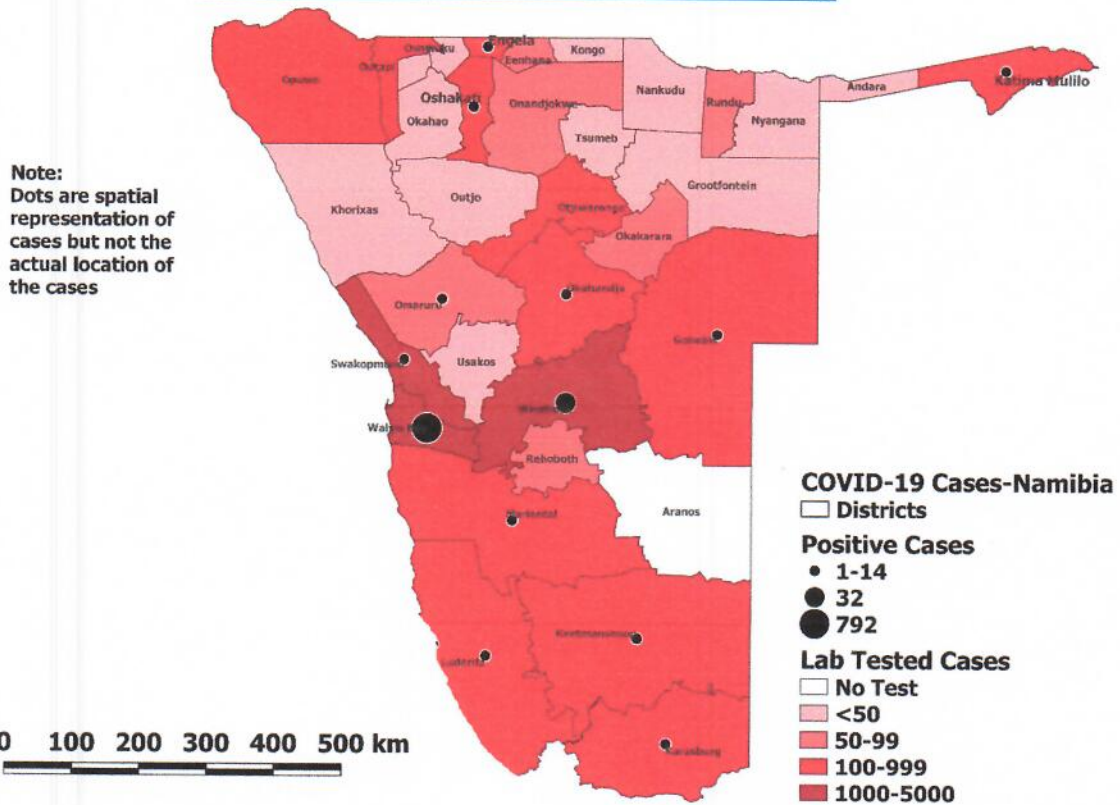 Engela
Kongo
Eenhana
Opuwo
Outapi
Nankudu
Andara
Katima Mulilo
Oshakati
Onandjokwe
Rundu
Okahao
Nyangana
Tsumeb
Note:
Dots are spatial
representation of
cases but not the
actual location of
the cases
Khorixas
Outjo
Grootfontein
Otjiwarongo
Okakarara
Omaruru
Okahandja
Gobabis
Usakos
Rehoboth
Aranos
Keetmanshoop
Luderitz
Karasburg
COVID-19 Cases-Namibia
Districts
Positive Cases
1-14
32
792
Lab Tested Cases
No Test
<50
50-99
100-999
1000-5000
0 100 200 300 400 500 km